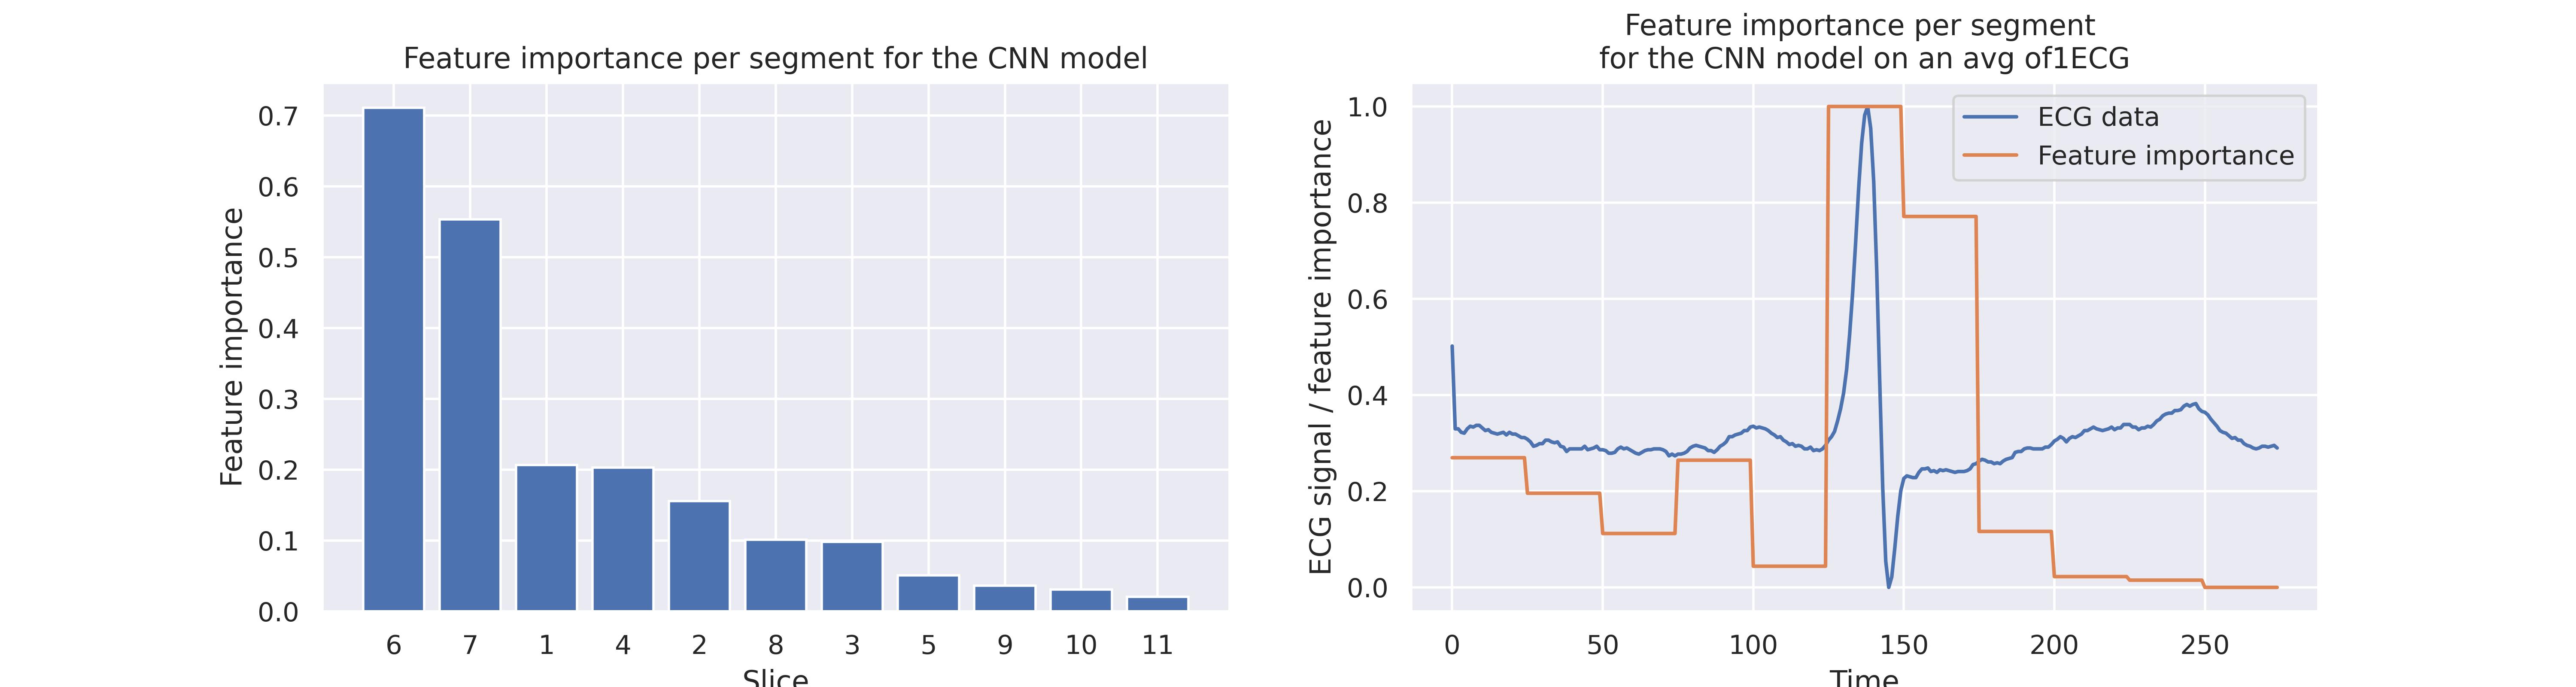 Feature importance per segment for the CNN model
Feature importance
0.7
0.6
0.5
0.4
0.3
0.2
0.1
0.0
6 7 1 4 2 8 3 5 9 10 11
Slice
Feature importance per segment
for the CNN model on an avg of1ECG
ECG signal / feature importance
1.0
0.8
0.6
0.4
0.2
0.0
ECG data
Feature importance
0 50 100 150 200 250
Time